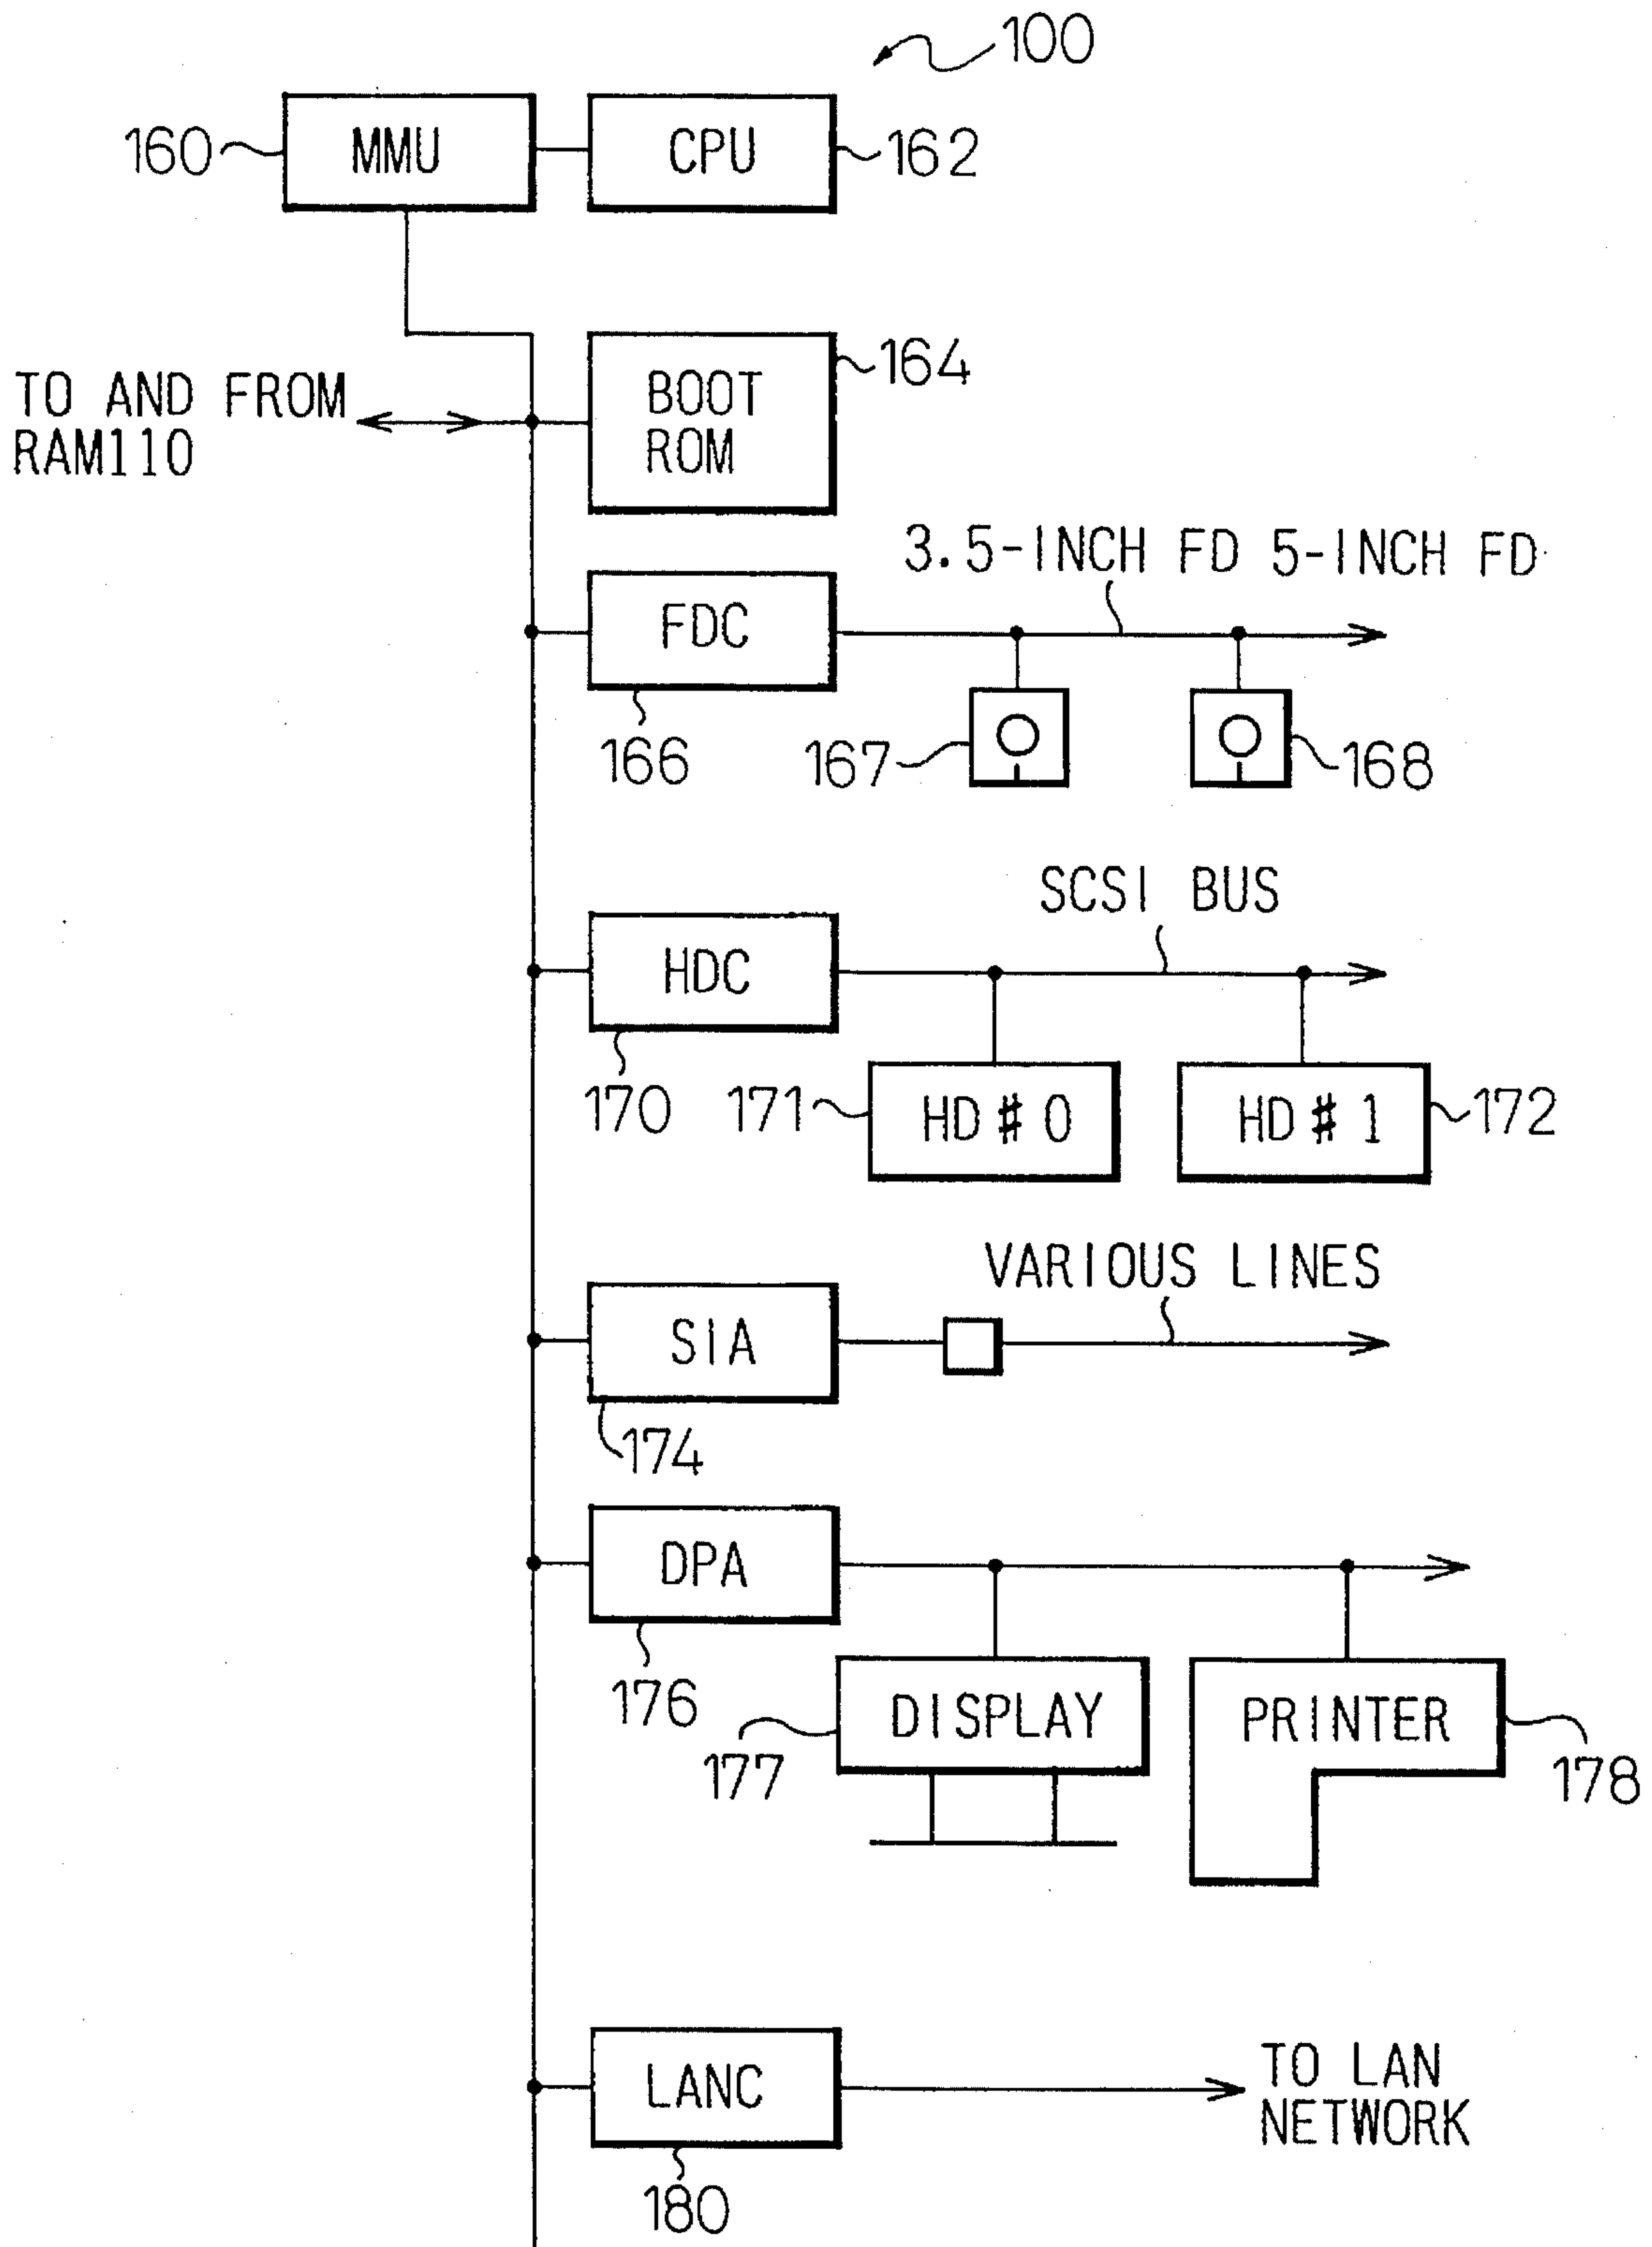 100
160 MMU CPU 162
164
TO AND FROM
RAM110
BOOT
ROM
3.5-INCH FD 5-INCH FD
FDC
166 167 168
SCSI BUS
HDC
170 171 HD#0 HD#1 172
VARIOUS LINES
SIA
174
DPA
176
DISPLAY PRINTER
177 178
LANC
TO LAN
NETWORK
180